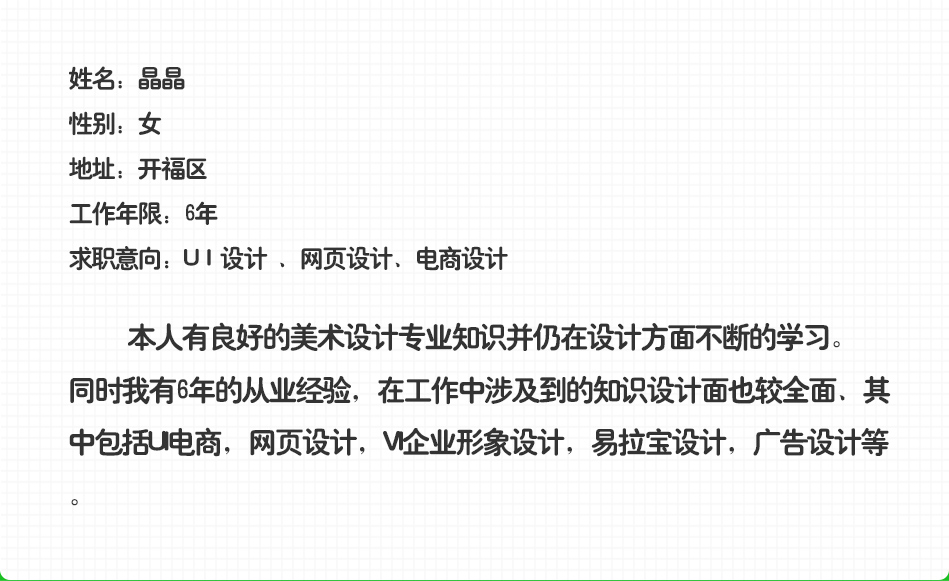 姓名：晶晶
性别：女
地址：开福区
工作年限：6年
求职意向：UI设计 、网页设计、电商设计
本人有良好的美术设计专业知识并仍在设计方面不断的学习。
同时我有6年的从业经验，在工作中涉及到的知识设计面也较全面、其
中包括UI电商，网页设计，VI企业形象设计，易拉宝设计，广告设计等
。